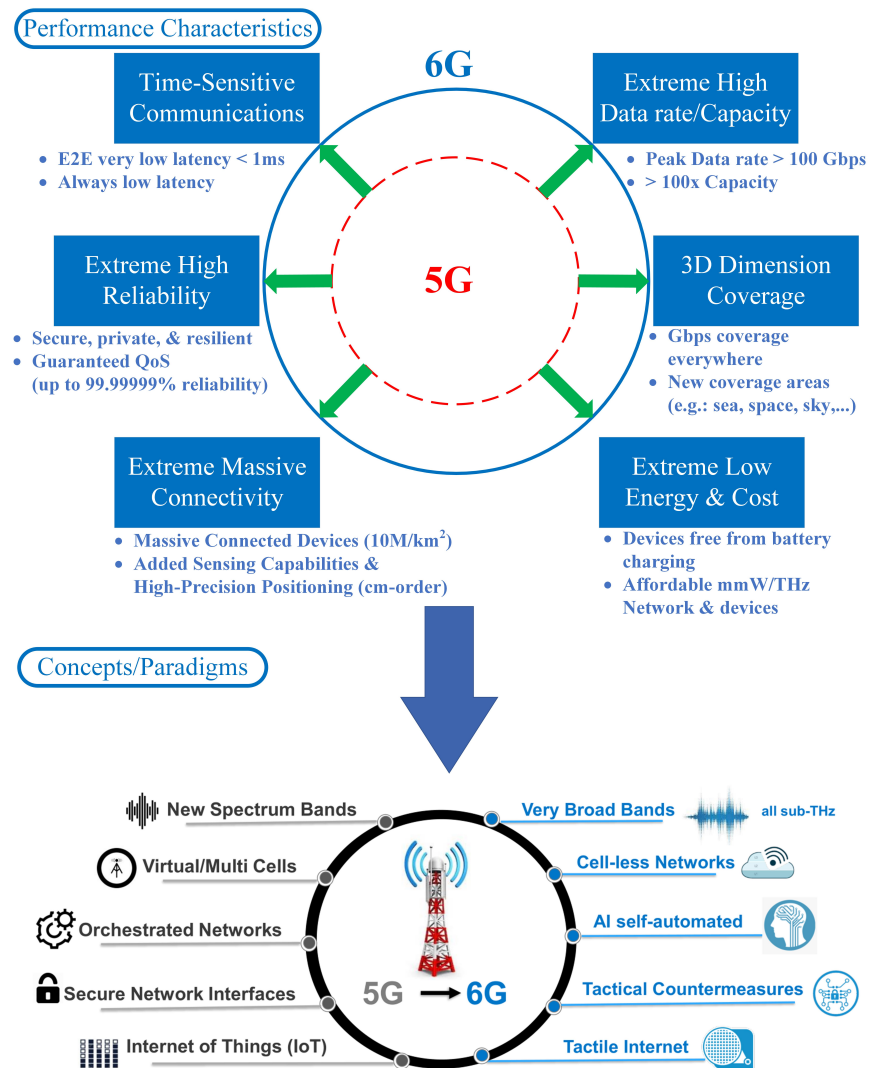 Performance Characteristics
6G
Time-Sensitive
Communications
• E2E very low latency < 1ms
• Always low latency
Extreme High
Data rate/Capacity
• Peak Data rate > 100 Gbps
• > 100x Capacity
5G
Extreme High
Reliability
• Secure, private, & resilient
• Guaranteed QoS
(up to 99.99999% reliability)
3D Dimension
Coverage
• Gbps coverage
everywhere
• New coverage areas
(e.g.: sea, space, sky,...)
Extreme Massive
Connectivity
• Massive Connected Devices (10M/km²)
• Added Sensing Capabilities &
High-Precision Positioning (cm-order)
Extreme Low
Energy & Cost
• Devices free from battery
charging
• Affordable mmW/THz
Network & devices
Concepts/Paradigms
New Spectrum Bands
Very Broad Bands
all sub-THz
Virtual/Multi Cells
Cell-less Networks
Orchestrated Networks
AI self-automated
Secure Network Interfaces
5G
6G
Tactical Countermeasures
Internet of Things (IoT)
Tactile Internet